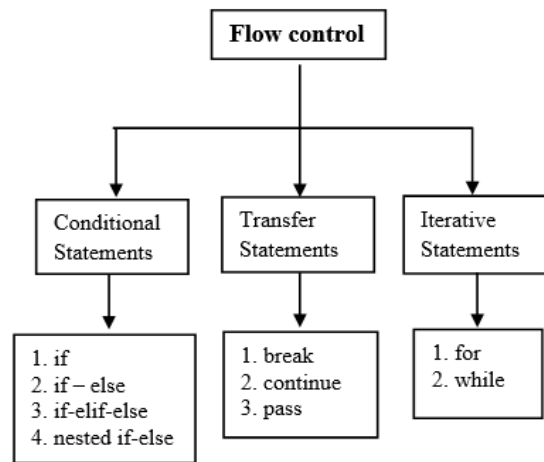 Flow control
Conditional
Statements
Transfer
Statements
Iterative
Statements
1. if
2. if – else
3. if-elif-else
4. nested if-else
1. break
2. continue
3. pass
1. for
2. while